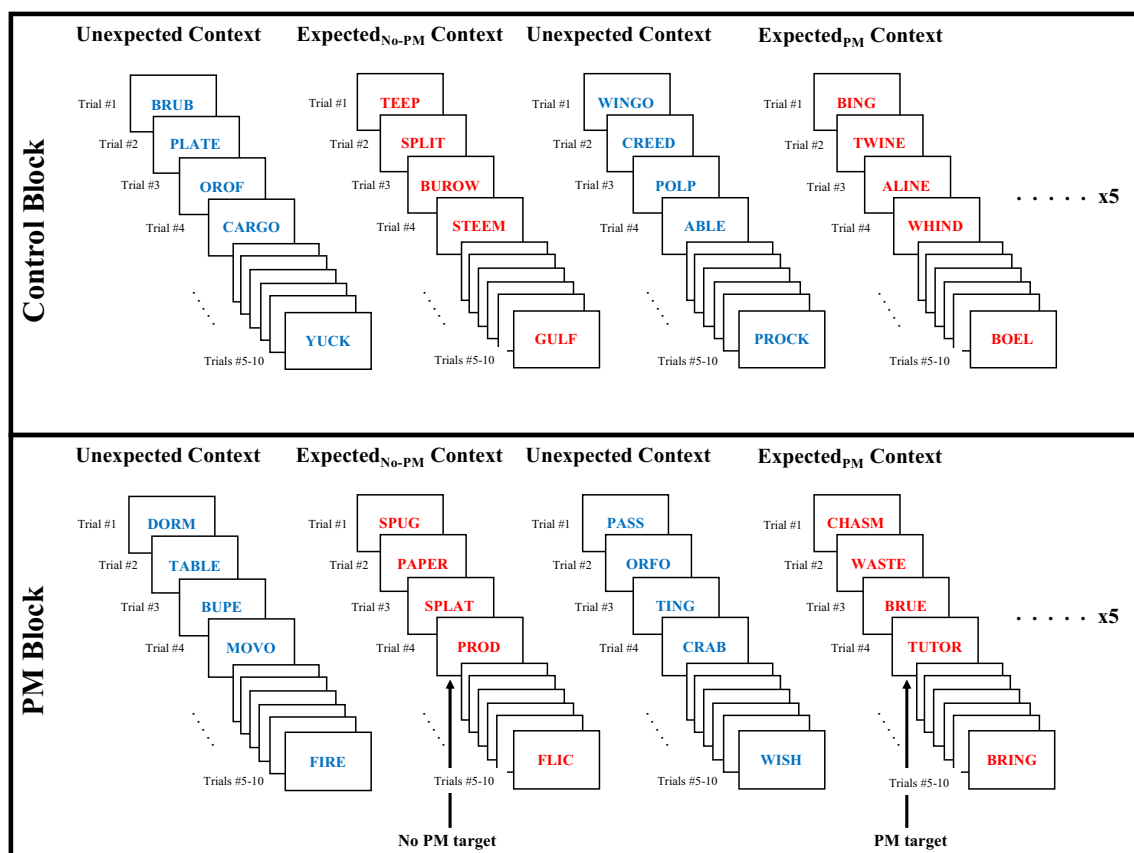 Control Block
Unexpected Context
Expected No-PM Context
Unexpected Context
Expected PM Context
Trial #1
BRUB
Trial #2
PLATE
Trial #3
OROF
Trial #4
CARGO
. . . . .
Trials #5-10
YUCK
Trial #1
TEEP
Trial #2
SPLIT
Trial #3
BUROW
Trial #4
STEEM
. . . . .
Trials #5-10
GULF
Trial #1
WINGO
Trial #2
CREED
Trial #3
POLP
Trial #4
ABLE
. . . . .
Trials #5-10
PROCK
Trial #1
BING
Trial #2
TWINE
Trial #3
ALINE
Trial #4
WHIND
. . . . .
Trials #5-10
BOEL
. . . . . x5
PM Block
Unexpected Context
Expected No-PM Context
Unexpected Context
Expected PM Context
Trial #1
DORM
Trial #2
TABLE
Trial #3
BUPE
Trial #4
MOVO
. . . . .
Trials #5-10
FIRE
Trial #1
SPUG
Trial #2
PAPER
Trial #3
SPLAT
Trial #4
PROD
. . . . .
Trials #5-10
FLIC
No PM target
Trial #1
PASS
Trial #2
ORFO
Trial #3
TING
Trial #4
CRAB
. . . . .
Trials #5-10
WISH
Trial #1
CHASM
Trial #2
WASTE
Trial #3
BRUE
Trial #4
TUTOR
. . . . .
Trials #5-10
BRING
PM target
. . . . . x5